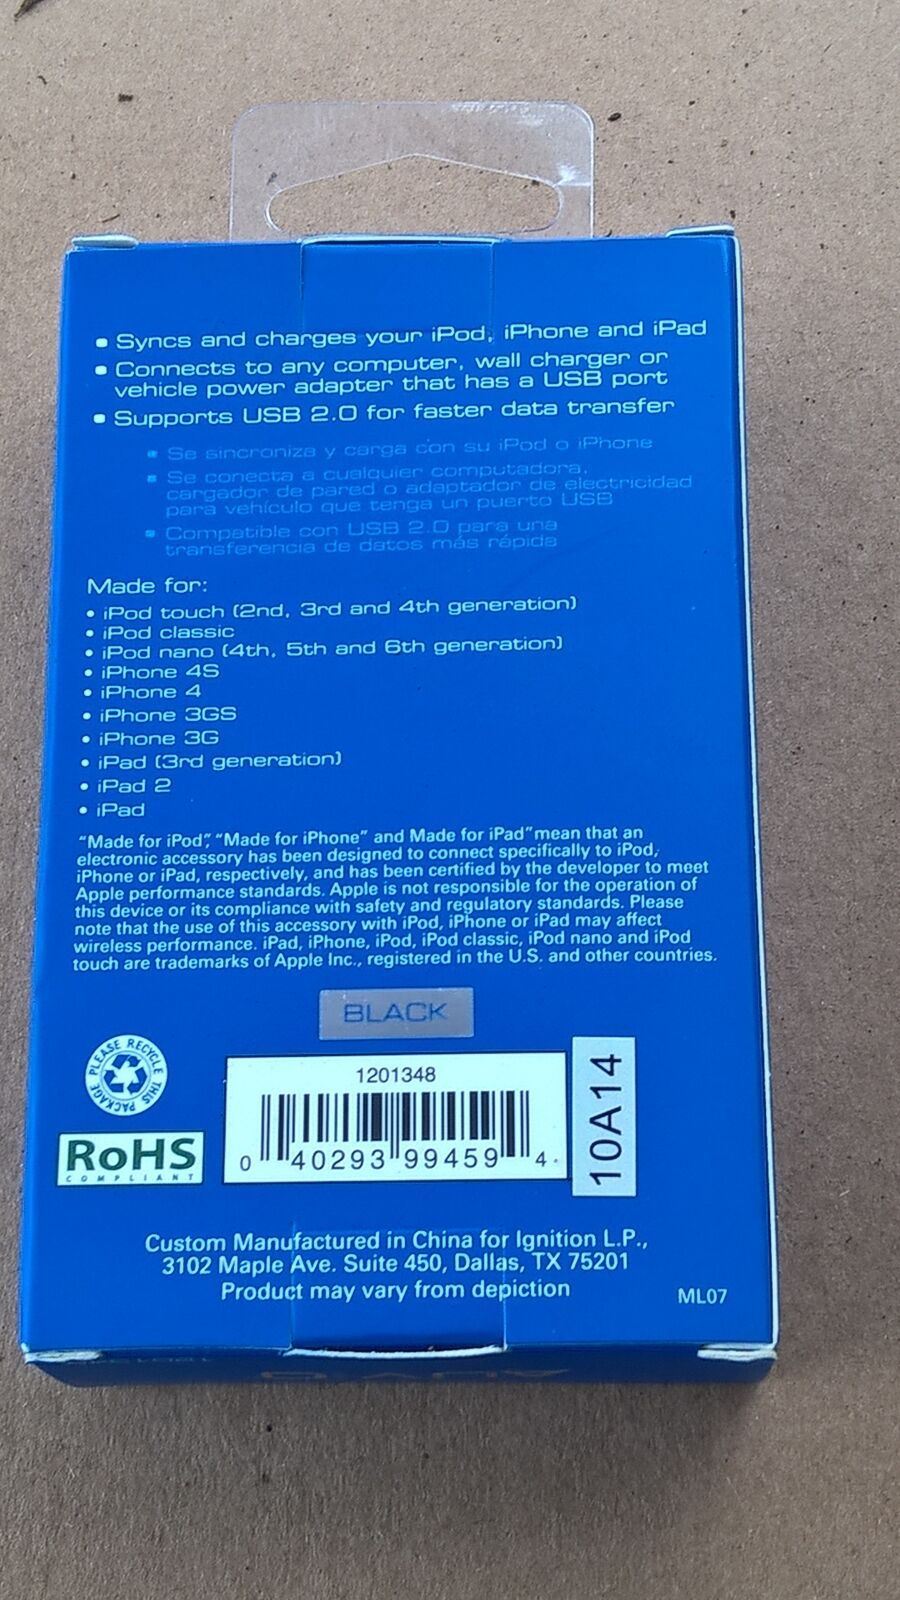 ▪ Syncs and charges your iPod, iPhone and iPad
▪ Connects to any computer, wall charger or
vehicle power adapter that has a USB port
▪ Supports USB 2.0 for faster data transfer
▪ Se sincroniza y carga con su iPod o iPhone
▪ Se conecta a cualquier computadora,
cargador de pared o adaptador de electricidad
para vehículo que tenga un puerto USB
▪ Compatible con USB 2.0 para una
transferencia de datos más rápida
Made for:
• iPod touch (2nd, 3rd and 4th generation)
• iPod classic
• iPod nano (4th, 5th and 6th generation)
• iPhone 4S
• iPhone 4
• iPhone 3GS
• iPhone 3G
• iPad (3rd generation)
• iPad 2
• iPad
“Made for iPod”, “Made for iPhone” and Made for iPad” mean that an
electronic accessory has been designed to connect specifically to iPod,
iPhone or iPad, respectively, and has been certified by the developer to meet
Apple performance standards. Apple is not responsible for the operation of
this device or its compliance with safety and regulatory standards. Please
note that the use of this accessory with iPod, iPhone or iPad may affect
wireless performance. iPad, iPhone, iPod, iPod classic, iPod nano and iPod
touch are trademarks of Apple Inc., registered in the U.S. and other countries.
BLACK
PLEASE RECYCLE THIS PACKAGE
RoHS
COMPLIANT
1201348
0 40293 99459 4
10A14
Custom Manufactured in China for Ignition L.P.,
3102 Maple Ave. Suite 450, Dallas, TX 75201
Product may vary from depiction
ML07